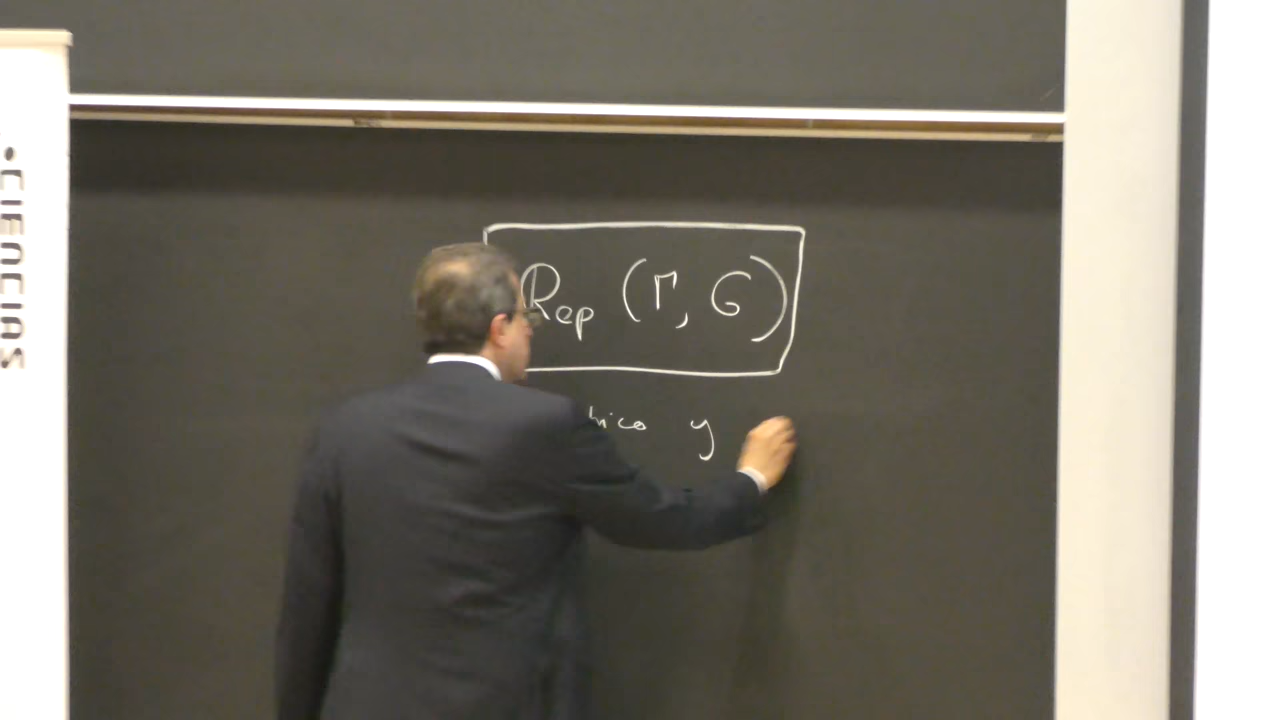 CIENCIAS
Rep (Γ, G)
y